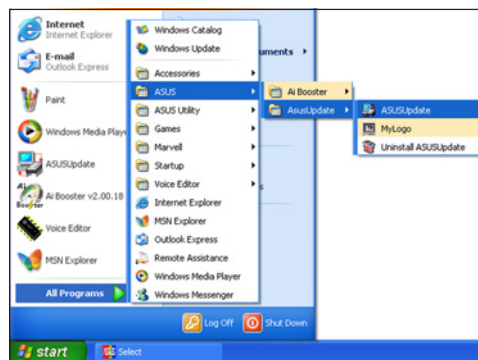 Internet
Internet Explorer
E-mail
Outlook Express
Paint
Windows Media Playe
ASUSUpdate
Ai Booster v2.00.18
Voice Editor
MSN Explorer
All Programs
Windows Catalog
Windows Update
Accessories
ASUS
ASUS Utility
Games
Marvell
Startup
Voice Editor
Internet Explorer
MSN Explorer
Outlook Express
Remote Assistance
Windows Media Player
Windows Messenger
uments
s
Ai Booster
AsusUpdate
ASUSUpdate
MyLogo
Uninstall ASUSUpdate
Log Off
Shut Down
start
Select